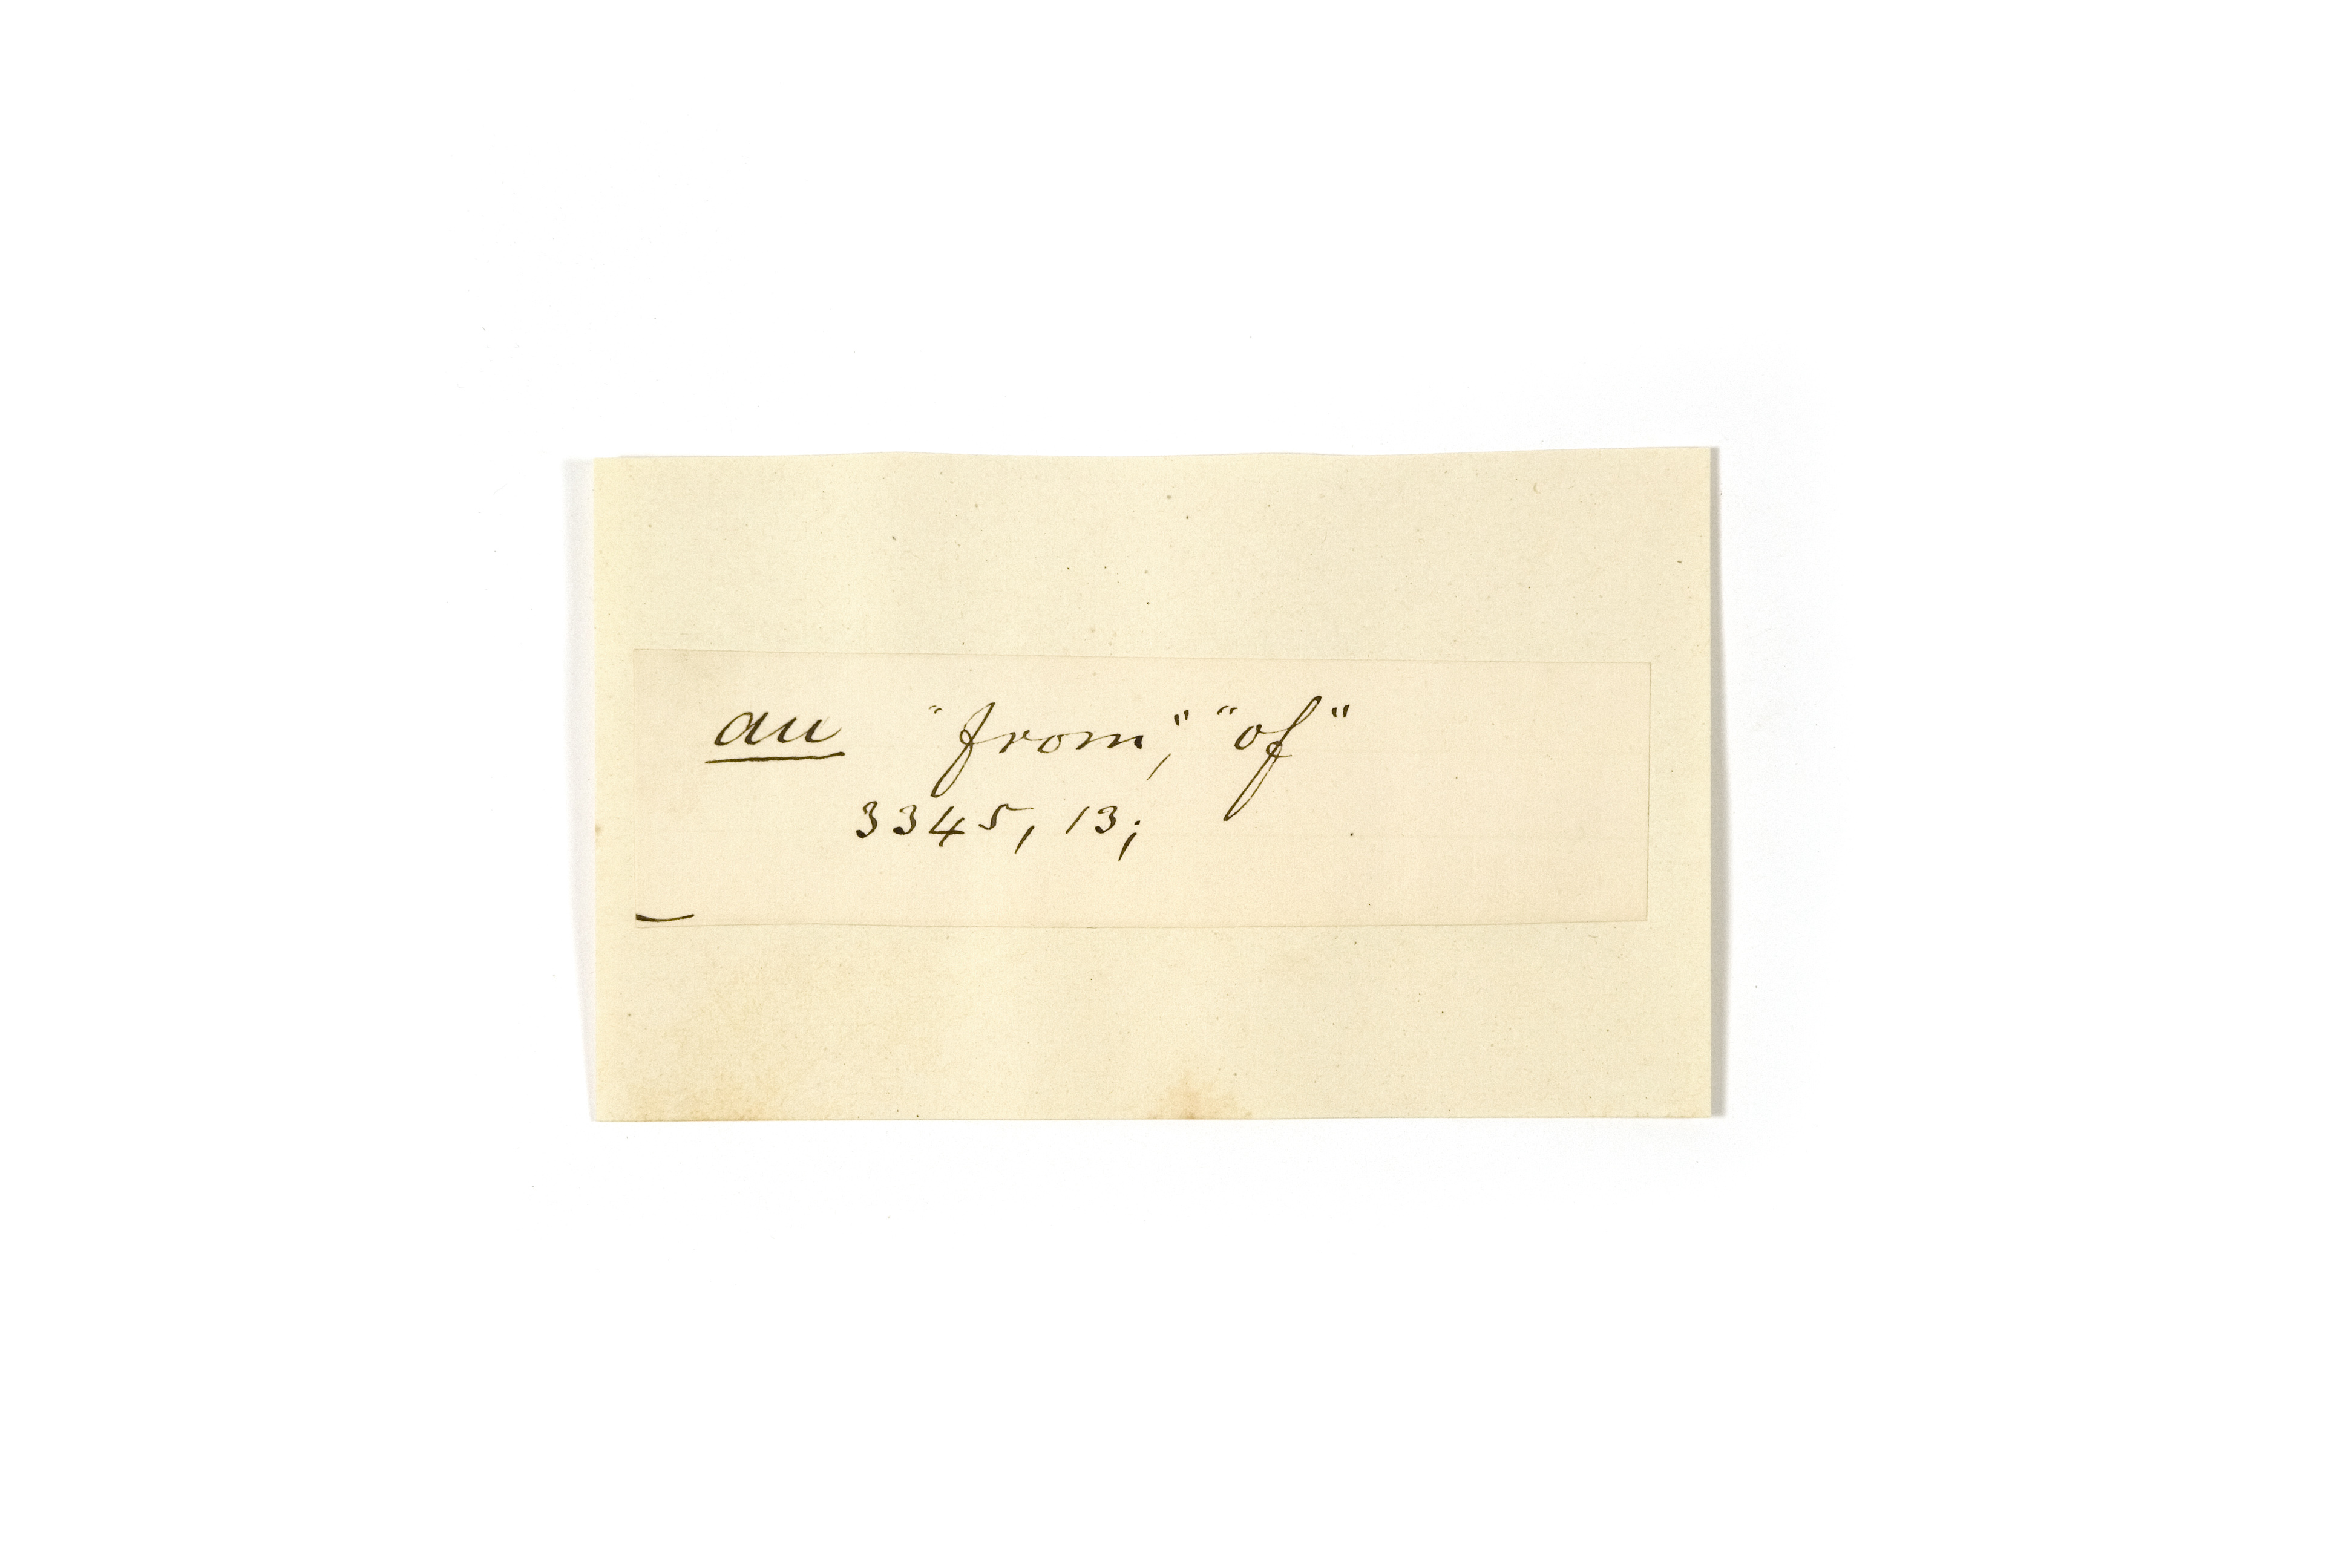 au "from", "of"
3345, 13;